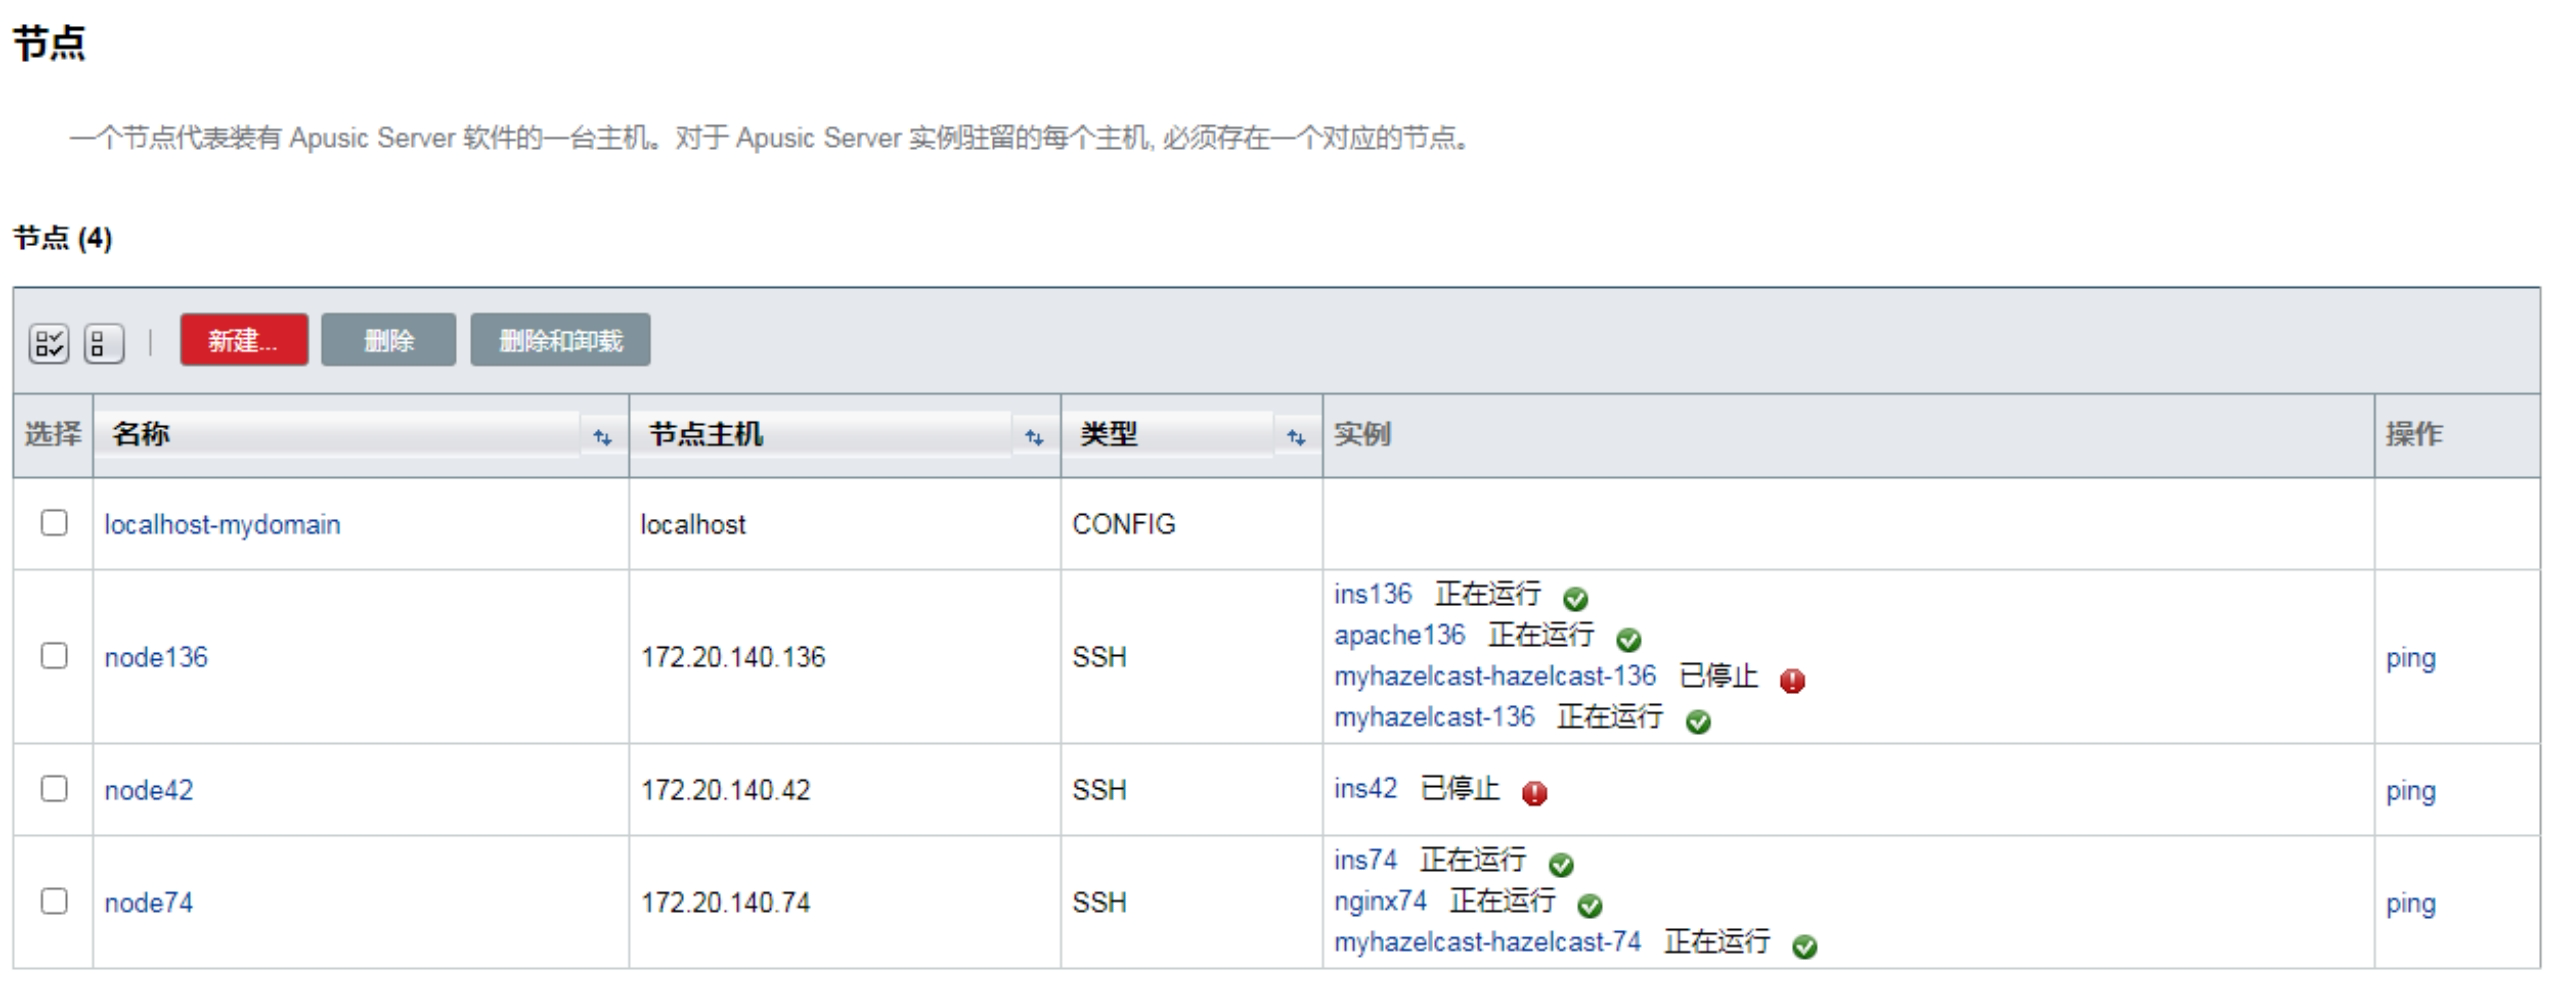 节点
一个节点代表装有 Apusic Server 软件的一台主机。对于 Apusic Server 实例驻留的每个主机, 必须存在一个对应的节点。
节点 (4)
新建... 删除 删除和卸载
选择 名称 节点主机 类型 实例 操作
localhost-mydomain localhost CONFIG
node136 172.20.140.136 SSH
ins136 正在运行
apache136 正在运行
myhazelcast-hazelcast-136 已停止
myhazelcast-136 正在运行
ping
node42 172.20.140.42 SSH ins42 已停止 ping
node74 172.20.140.74 SSH
ins74 正在运行
nginx74 正在运行
myhazelcast-hazelcast-74 正在运行
ping